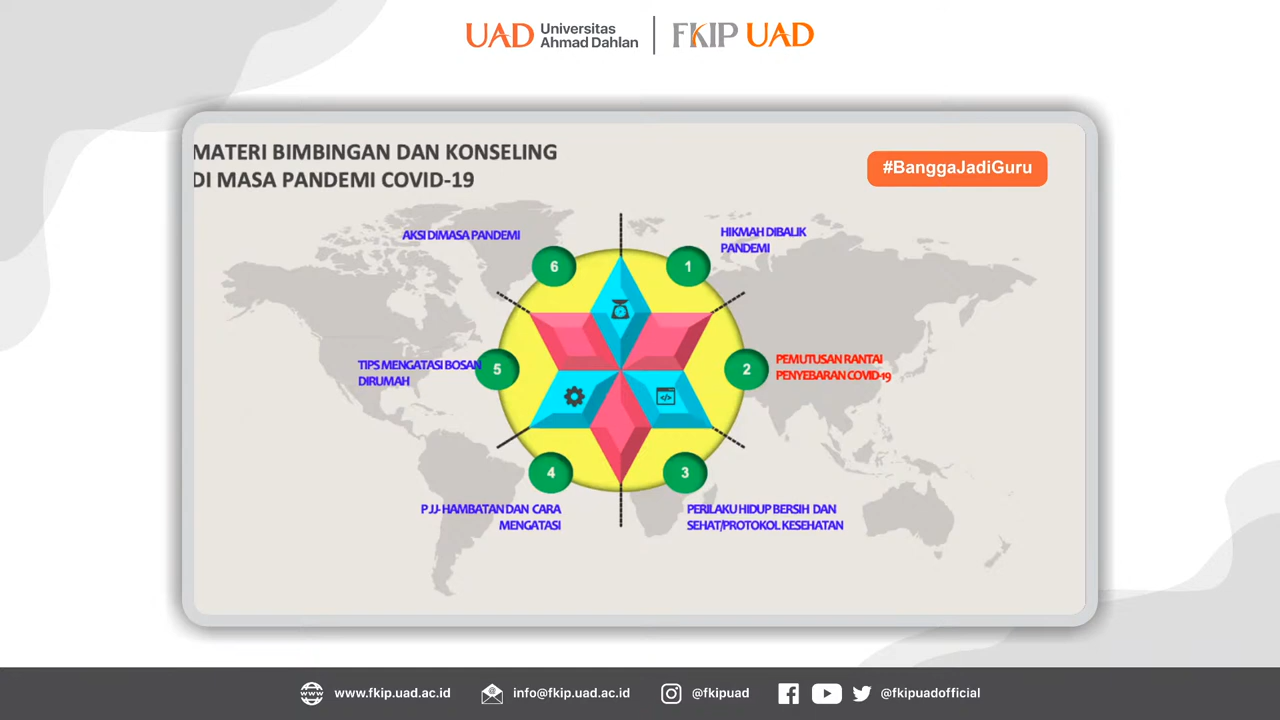 UAD Universitas
Ahmad Dahlan
FKIP UAD
MATERI BIMBINGAN DAN KONSELING
DI MASA PANDEMI COVID-19
#BanggaJadiGuru
AKSI DIMASA PANDEMI
6
1
HIKMAH DIBALIK
PANDEMI
TIPS MENGATASI BOSAN
DIRUMAH
5
2
PEMUTUSAN RANTAI
PENYEBARAN COVID-19
4
3
PJJ- HAMBATAN DAN CARA
MENGATASI
PERILAKU HIDUP BERSIH DAN
SEHAT/PROTOKOL KESEHATAN
</>
www
www.fkip.uad.ac.id
info@fkip.uad.ac.id
@fkipuad
@fkipuadofficial